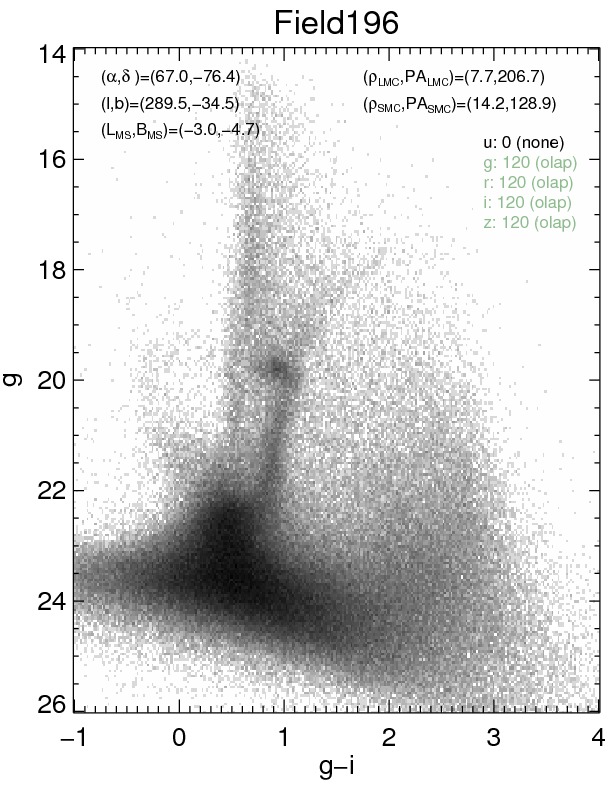 Field196
(α,δ )=(67.0,−76.4)
(l,b)=(289.5,−34.5)
(LMS,BMS)=(−3.0,−4.7)
(ρLMC,PALMC)=(7.7,206.7)
(ρSMC,PASMC)=(14.2,128.9)
u: 0 (none)
g: 120 (olap)
r: 120 (olap)
i: 120 (olap)
z: 120 (olap)
g
14
16
18
20
22
24
26
−1 0 1 2 3 4
g−i